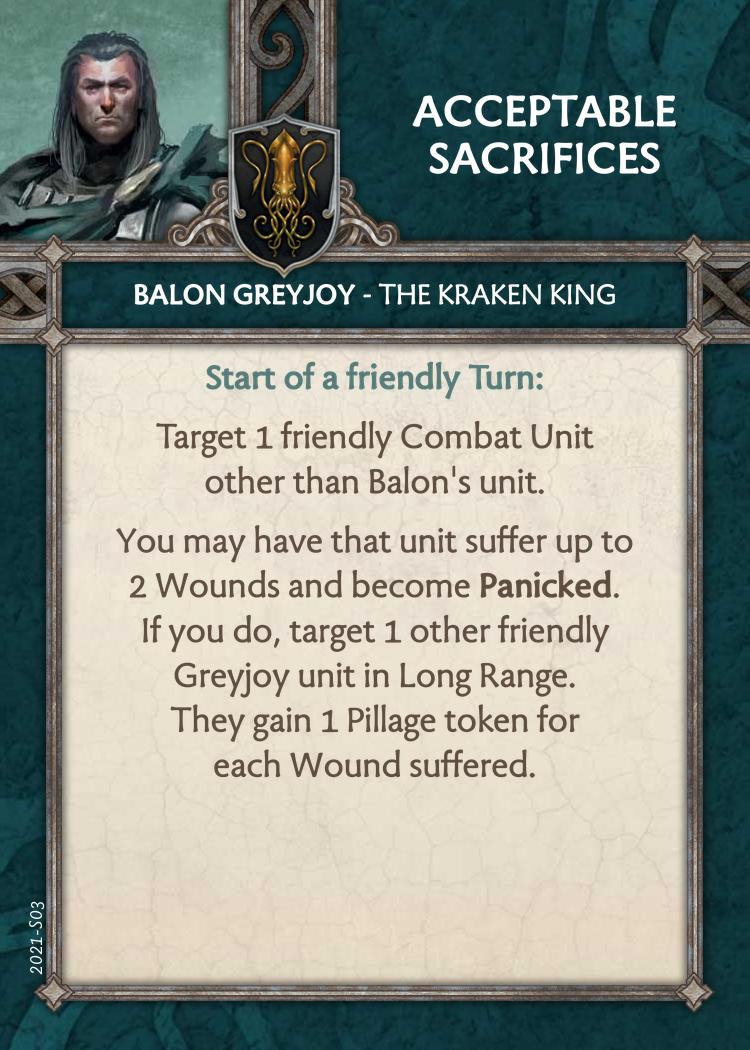 ACCEPTABLE
SACRIFICES
BALON GREYJOY - THE KRAKEN KING
Start of a friendly Turn:
Target 1 friendly Combat Unit
other than Balon's unit.
You may have that unit suffer up to
2 Wounds and become Panicked.
If you do, target 1 other friendly
Greyjoy unit in Long Range.
They gain 1 Pillage token for
each Wound suffered.
2021-S03